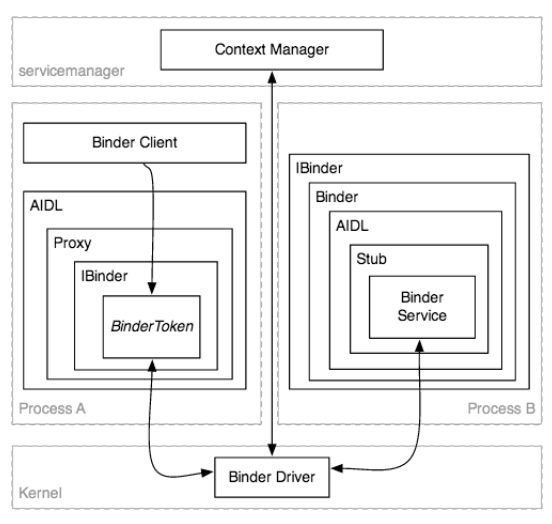 Context Manager
servicemanager
Binder Client
AIDL
Proxy
IBinder
BinderToken
Process A
IBinder
Binder
AIDL
Stub
Binder
Service
Process B
Binder Driver
Kernel